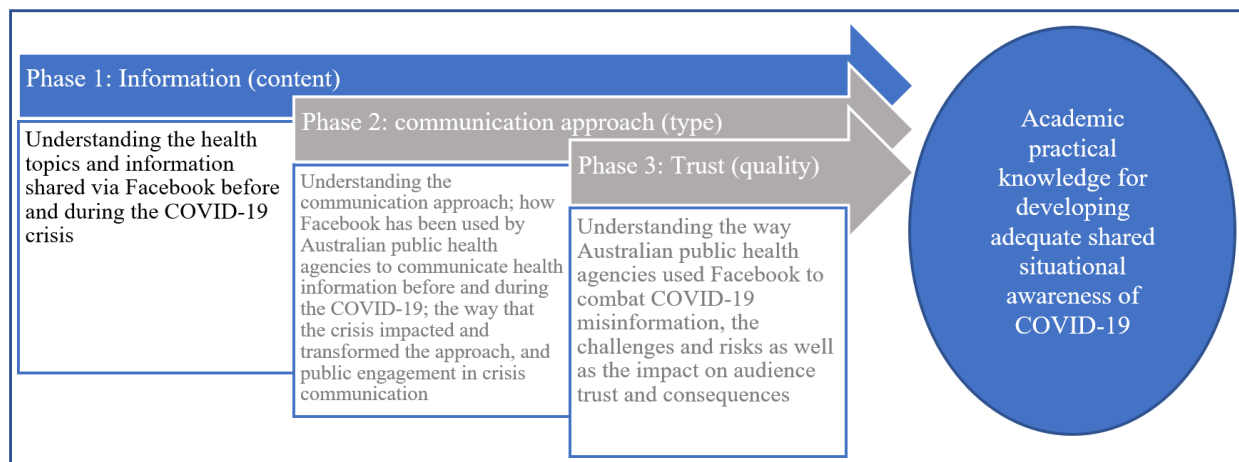 Phase 1: Information (content)
Understanding the health
topics and information
shared via Facebook before
and during the COVID-19
crisis
Phase 2: communication approach (type)
Understanding the
communication approach; how
Facebook has been used by
Australian public health
agencies to communicate health
information before and during
the COVID-19; the way that
the crisis impacted and
transformed the approach, and
public engagement in crisis
communication
Phase 3: Trust (quality)
Understanding the way
Australian public health
agencies used Facebook to
combat COVID-19
misinformation, the
challenges and risks as well
as the impact on audience
trust and consequences
Academic
practical
knowledge for
developing
adequate shared
situational
awareness of
COVID-19